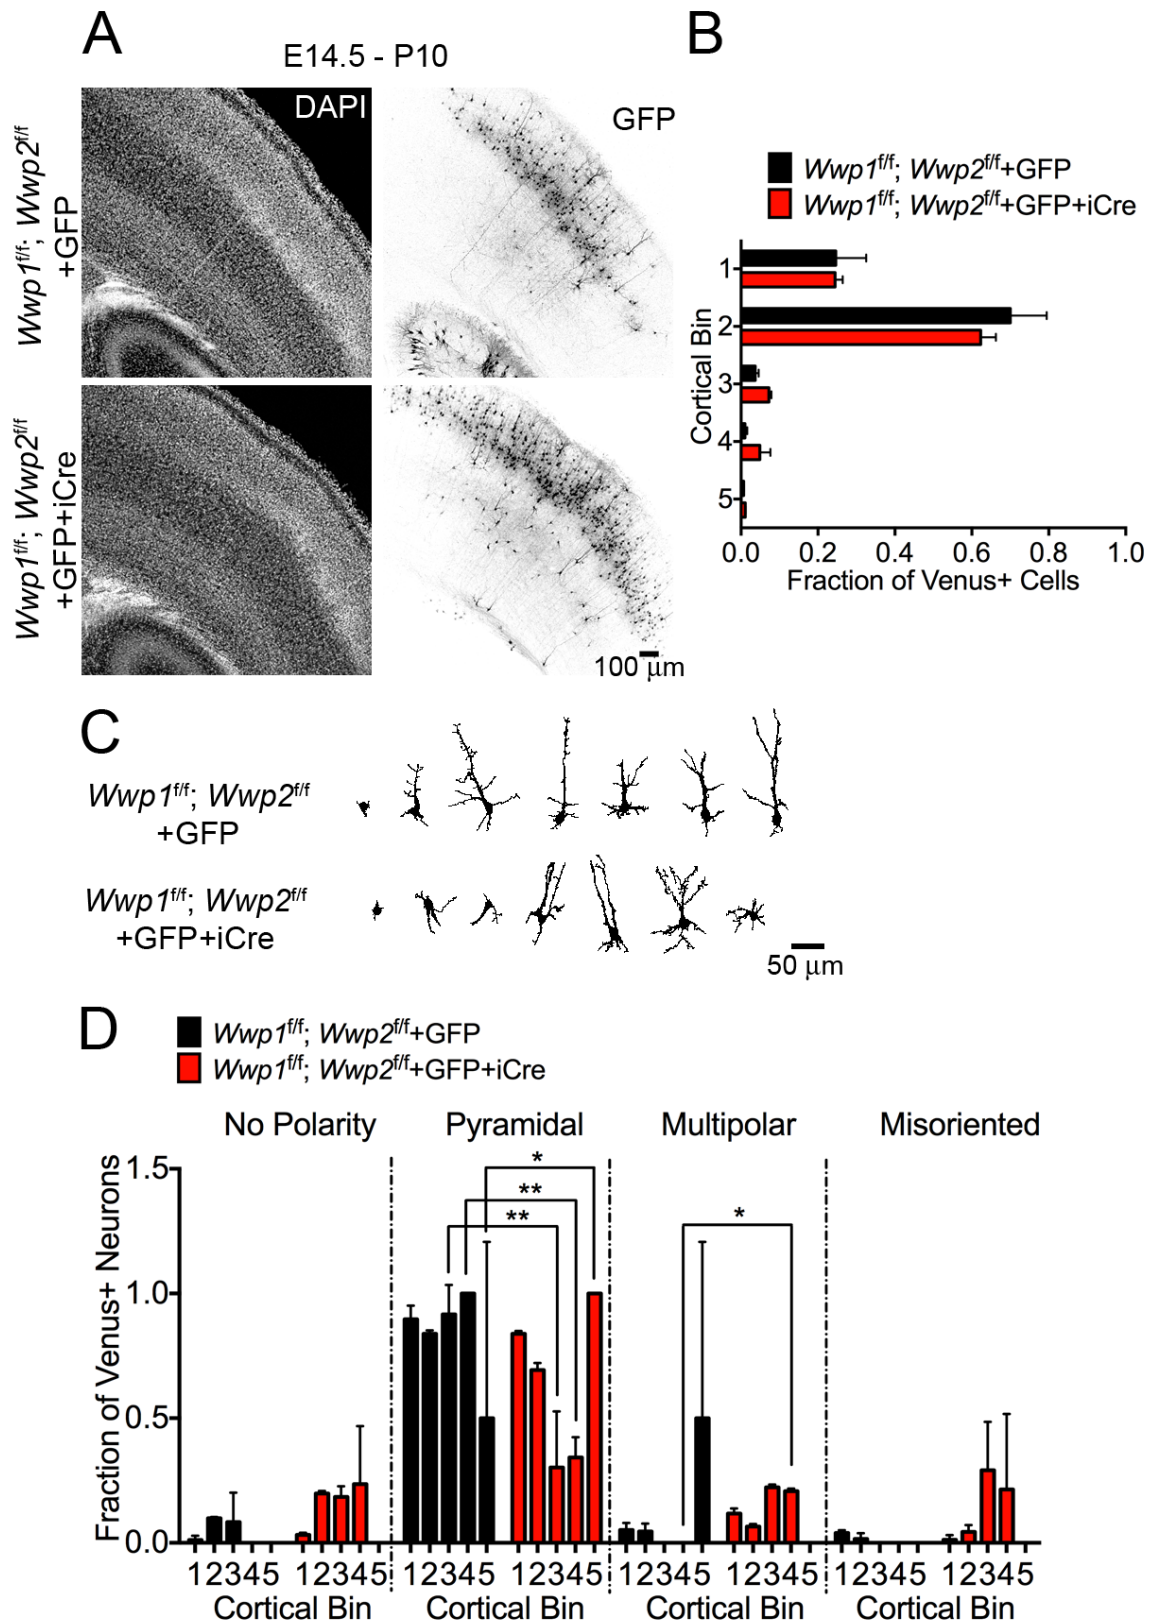 A
E14.5 - P10
DAPI
GFP
Wwp1f/f; Wwp2f/f
+GFP
Wwp1f/f; Wwp2f/f
+GFP+iCre
100 μm
B
Wwp1f/f; Wwp2f/f+GFP
Wwp1f/f; Wwp2f/f+GFP+iCre
Cortical Bin
1
2
3
4
5
0.0 0.2 0.4 0.6 0.8 1.0
Fraction of Venus+ Cells
C
Wwp1f/f; Wwp2f/f
+GFP
Wwp1f/f; Wwp2f/f
+GFP+iCre
50 μm
D
Wwp1f/f; Wwp2f/f+GFP
Wwp1f/f; Wwp2f/f+GFP+iCre
No Polarity Pyramidal Multipolar Misoriented
Fraction of Venus+ Neurons
1.5
1.0
0.5
0.0
*
**
**
*
12345 12345 12345 12345 12345 12345 12345 12345
Cortical Bin Cortical Bin Cortical Bin Cortical Bin